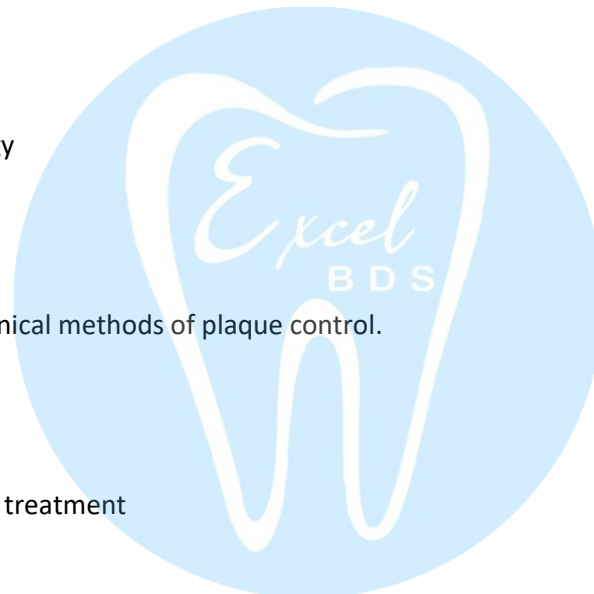 y
Excel
BDS
nical methods of plaque control.
treatment